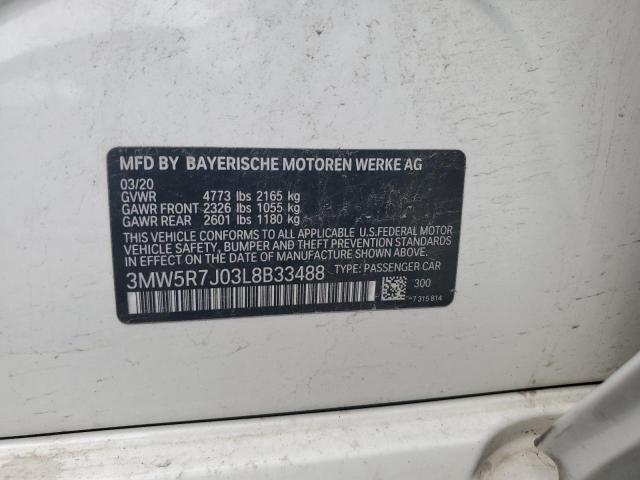 MFD BY BAYERISCHE MOTOREN WERKE AG
03/20
GVWR 4773 lbs 2165 kg
GAWR FRONT 2326 lbs 1055 kg
GAWR REAR 2601 lbs 1180 kg
THIS VEHICLE CONFORMS TO ALL APPLICABLE U.S.FEDERAL MOTOR
VEHICLE SAFETY, BUMPER AND THEFT PREVENTION STANDARDS
IN EFFECT ON THE DATE OF MANUFACTURE SHOWN ABOVE.
3MW5R7J03L8B33488 TYPE: PASSENGER CAR
300
7 315 814